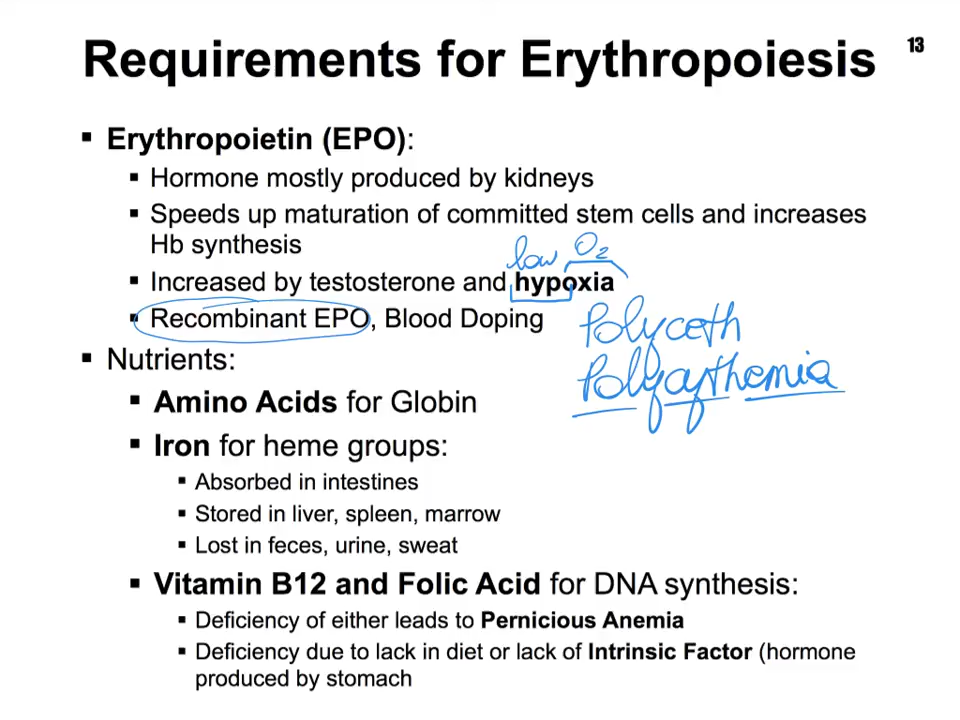 13
Requirements for Erythropoiesis
▪ Erythropoietin (EPO):
▪ Hormone mostly produced by kidneys
▪ Speeds up maturation of committed stem cells and increases
Hb synthesis
low O2
▪ Increased by testosterone and hypoxia
▪ Recombinant EPO, Blood Doping
Polyceth
▪ Nutrients:
Polycythemia
▪ Amino Acids for Globin
▪ Iron for heme groups:
▪ Absorbed in intestines
▪ Stored in liver, spleen, marrow
▪ Lost in feces, urine, sweat
▪ Vitamin B12 and Folic Acid for DNA synthesis:
▪ Deficiency of either leads to Pernicious Anemia
▪ Deficiency due to lack in diet or lack of Intrinsic Factor (hormone
produced by stomach